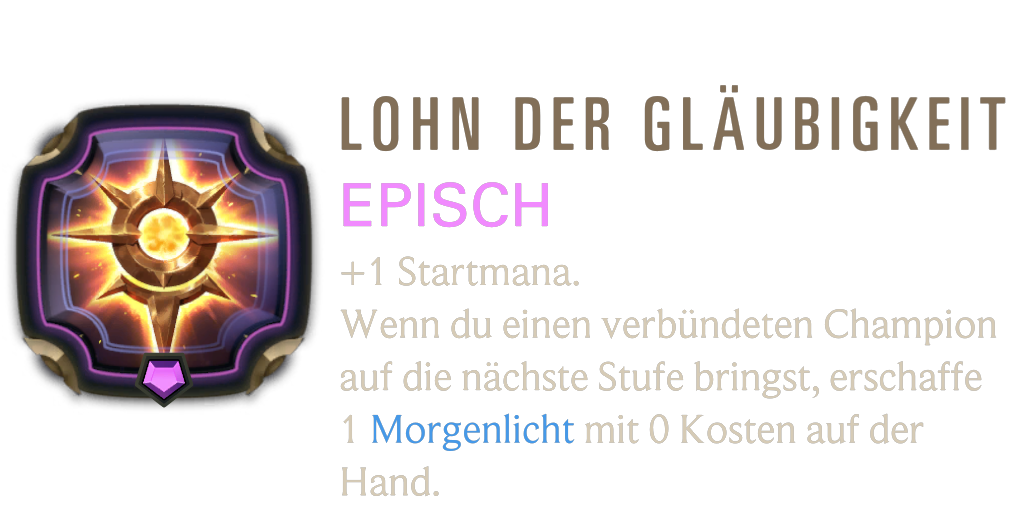 LOHN DER GLÄUBIGKEIT
EPISCH
+1 Startmana.
Wenn du einen verbündeten Champion
auf die nächste Stufe bringst, erschaffe
1 Morgenlicht mit 0 Kosten auf der
Hand.